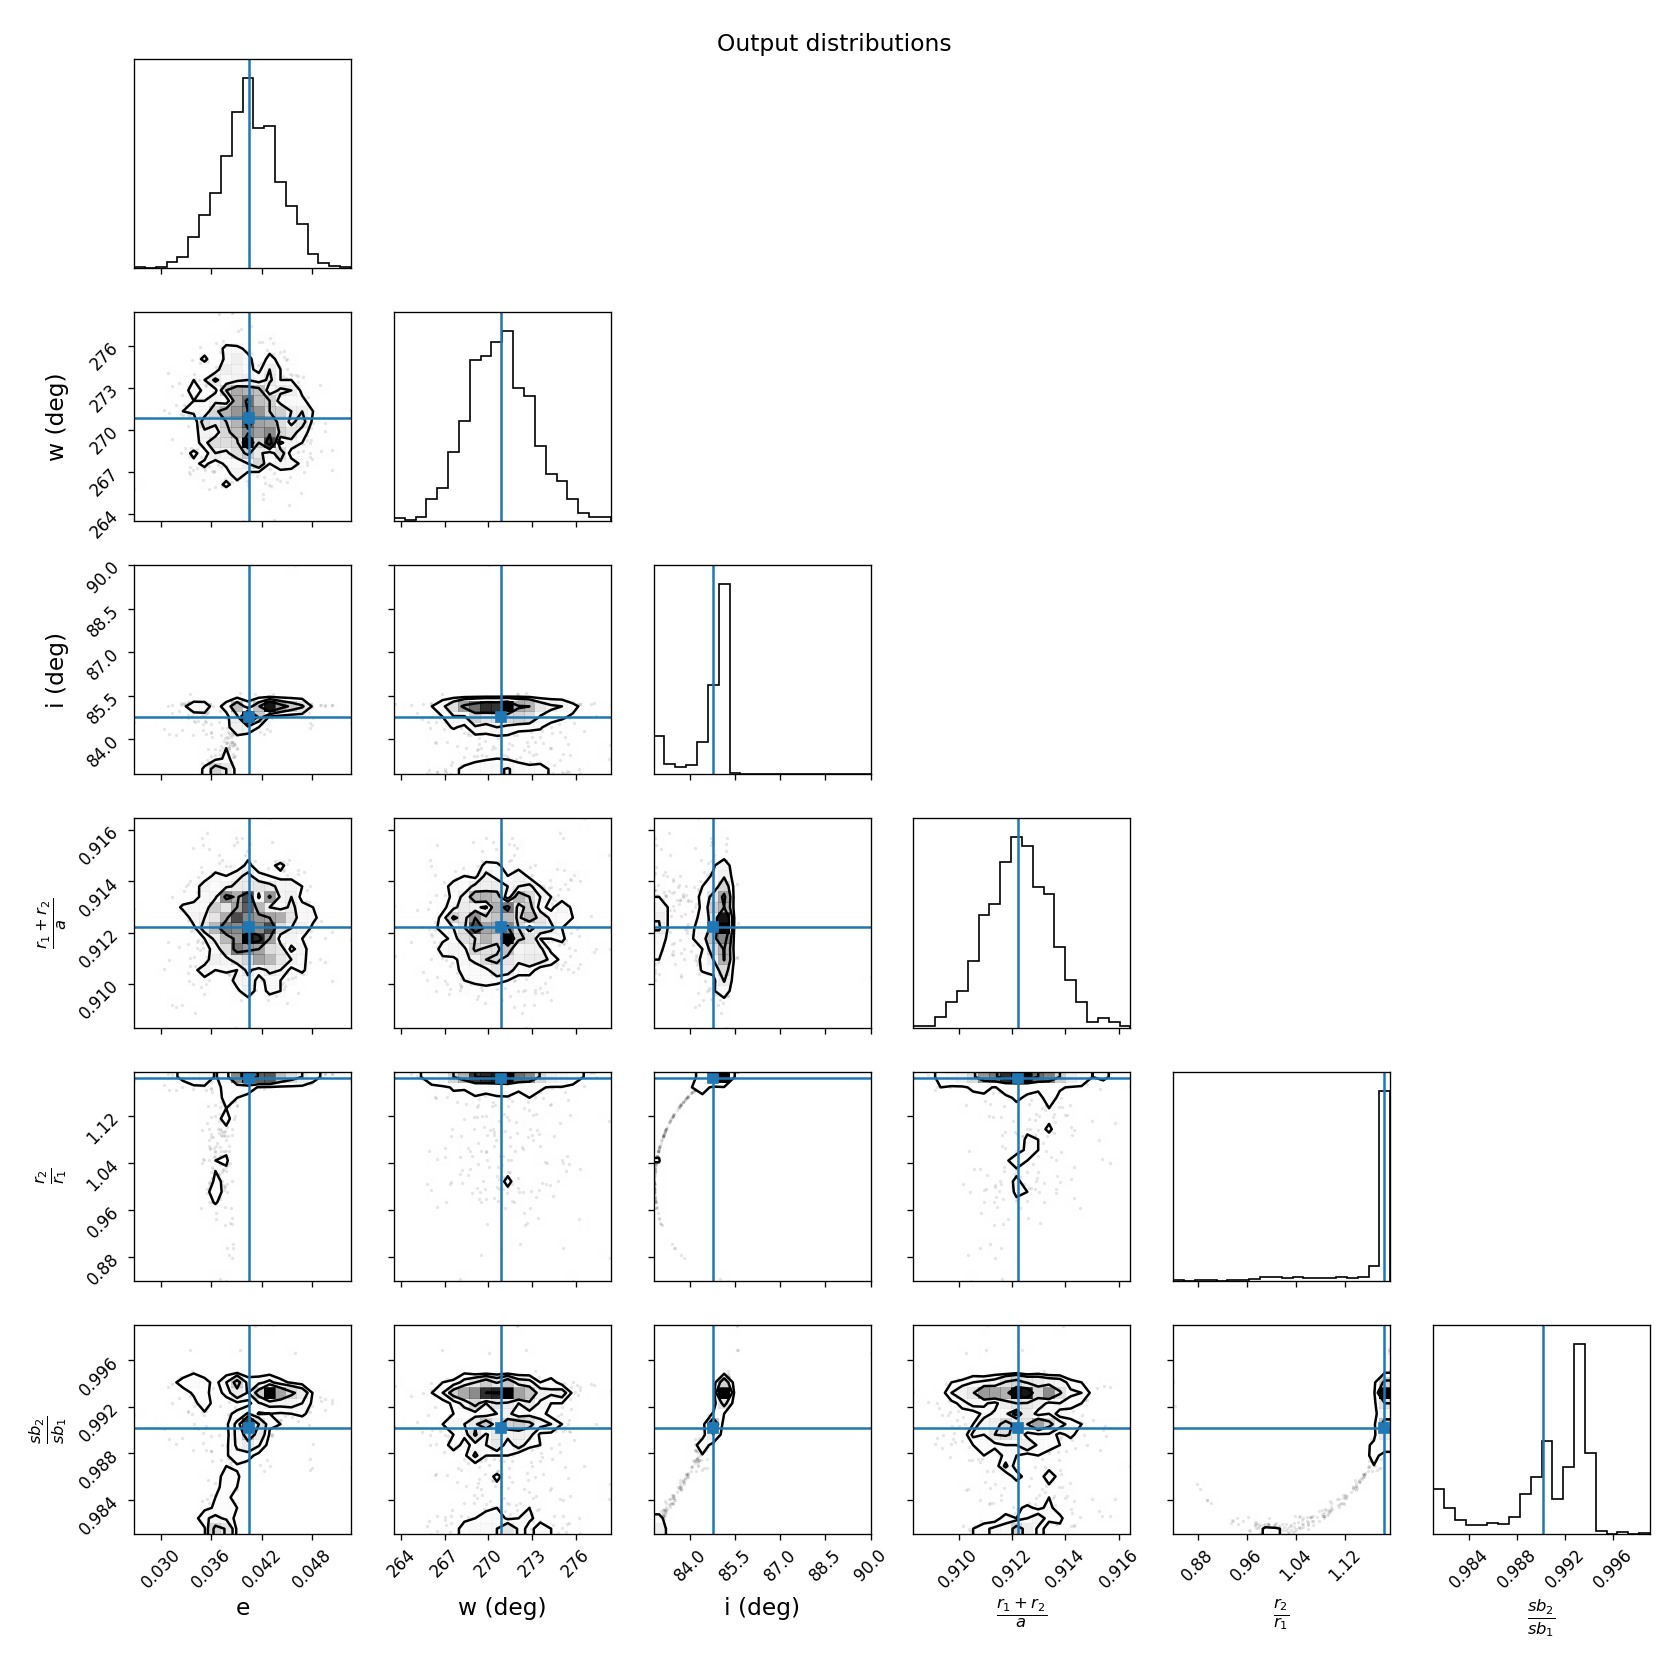 Output distributions
276
273
270
267
264
w (deg)
90.0
88.5
87.0
85.5
84.0
i (deg)
0.916
0.914
0.912
0.910
r₁ + r₂
a
1.12
1.04
0.96
0.88
r₂
r₁
0.996
0.992
0.988
0.984
sb₂
sb₁
0.030 0.036 0.042 0.048
264 267 270 273 276
84.0 85.5 87.0 88.5 90.0
0.910 0.912 0.914 0.916
0.88 0.96 1.04 1.12
0.984 0.988 0.992 0.996
e
w (deg)
i (deg)
r₁ + r₂
a
r₂
r₁
sb₂
sb₁